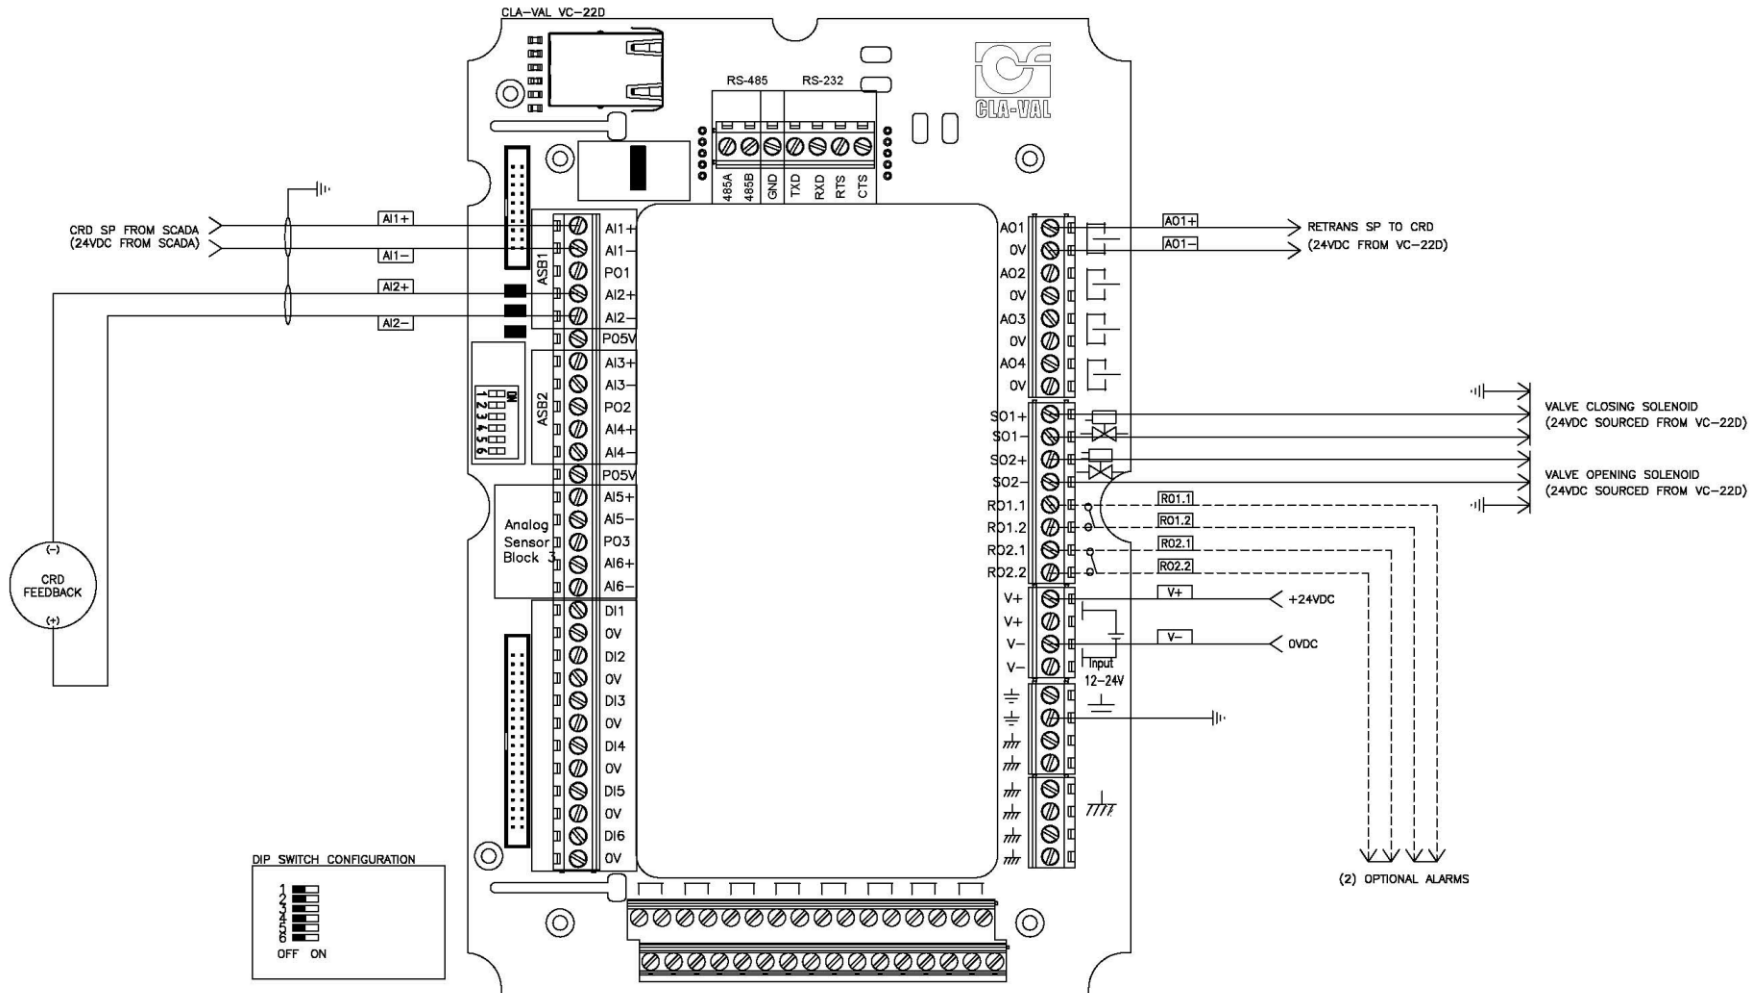 CLA-VAL VC-22D
CLA-VAL
RS-485
RS-232
485A
485B
GND
TXD
RXD
RTS
CTS
CRD SP FROM SCADA
(24VDC FROM SCADA)
AI1+
AI1-
AI2+
AI2-
ASB1
AI1+
AI1-
PO1
AI2+
AI2-
PO5V
ASB2
AI3+
AI3-
PO2
AI4+
AI4-
PO5V
ON
1
2
3
4
5
6
Analog
Sensor
Block 3
AI5+
AI5-
PO3
AI6+
AI6-
DI1
0V
DI2
0V
DI3
0V
DI4
0V
DI5
0V
DI6
0V
(-)
CRD
FEEDBACK
(+)
DIP SWITCH CONFIGURATION
1
2
3
4
5
6
OFF ON
AO1
0V
AO2
0V
AO3
0V
AO4
0V
SO1+
SO1-
SO2+
SO2-
RO1.1
RO1.2
RO2.1
RO2.2
V+
V+
V-
V-
Input
12-24V
AO1+
AO1-
RETRANS SP TO CRD
(24VDC FROM VC-22D)
VALVE CLOSING SOLENOID
(24VDC SOURCED FROM VC-22D)
VALVE OPENING SOLENOID
(24VDC SOURCED FROM VC-22D)
RO1.1
RO1.2
RO2.1
RO2.2
V+
+24VDC
V-
0VDC
(2) OPTIONAL ALARMS